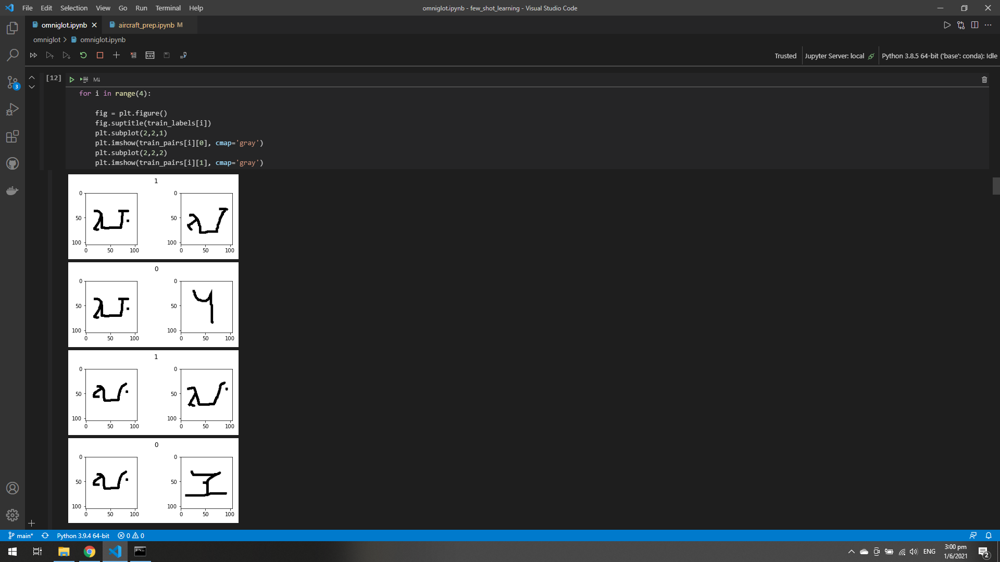 File Edit Selection View Go Run Terminal Help
omniglot.ipynb - few_shot_learning - Visual Studio Code
omniglot.ipynb
aircraft_prep.ipynb M
omniglot > omniglot.ipynb
Trusted
Jupyter Server: local
Python 3.8.5 64-bit ('base': conda): Idle
[12]
M↓
for i in range(4):
fig = plt.figure()
fig.suptitle(train_labels[i])
plt.subplot(2,2,1)
plt.imshow(train_pairs[i][0], cmap='gray')
plt.subplot(2,2,2)
plt.imshow(train_pairs[i][1], cmap='gray')
1
0 0
50 50
100 100
0 50 100 0 50 100
0
0 0
50 50
100 100
0 50 100 0 50 100
1
0 0
50 50
100 100
0 50 100 0 50 100
0
0 0
50 50
100 100
0 50 100 0 50 100
3
main*
Python 3.9.4 64-bit
0 0
ENG
3:00 pm
1/6/2021
2